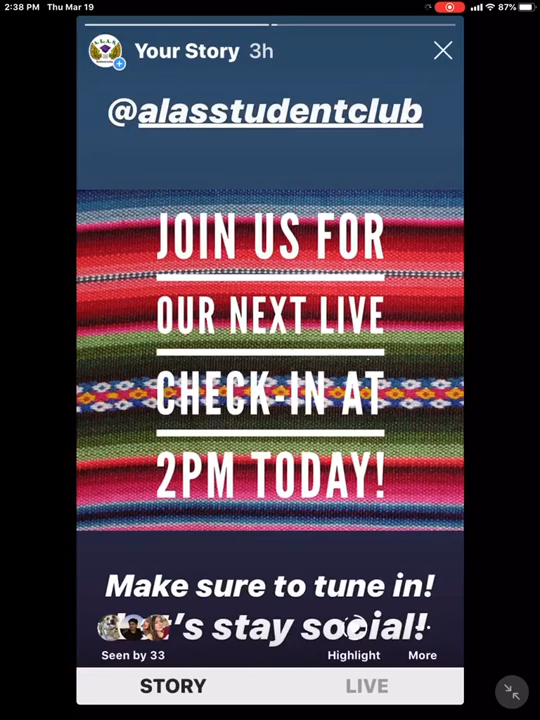 2:38 PM Thu Mar 19
87%
Your Story 3h
@alasstudentclub
JOIN US FOR
OUR NEXT LIVE
CHECK-IN AT
2PM TODAY!
Make sure to tune in!
stay social!
Seen by 33
Highlight
More
STORY
LIVE